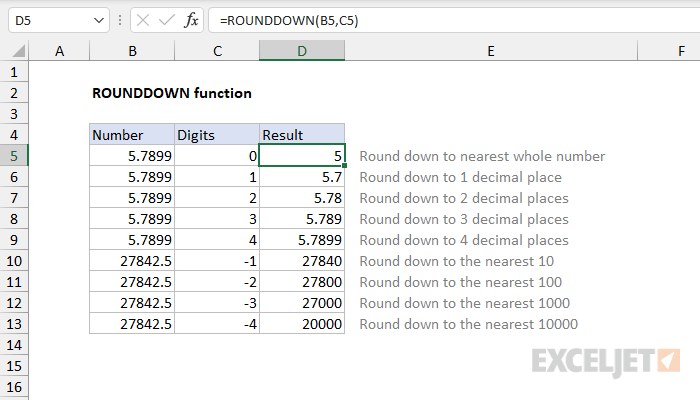 D5 fx =ROUNDDOWN(B5,C5)
A B C D E F
1
2 ROUNDDOWN function
3
4 Number Digits Result
5 5.7899 0 5 Round down to nearest whole number
6 5.7899 1 5.7 Round down to 1 decimal place
7 5.7899 2 5.78 Round down to 2 decimal places
8 5.7899 3 5.789 Round down to 3 decimal places
9 5.7899 4 5.7899 Round down to 4 decimal places
10 27842.5 -1 27840 Round down to the nearest 10
11 27842.5 -2 27800 Round down to the nearest 100
12 27842.5 -3 27000 Round down to the nearest 1000
13 27842.5 -4 20000 Round down to the nearest 10000
14
15
16
EXCELJET